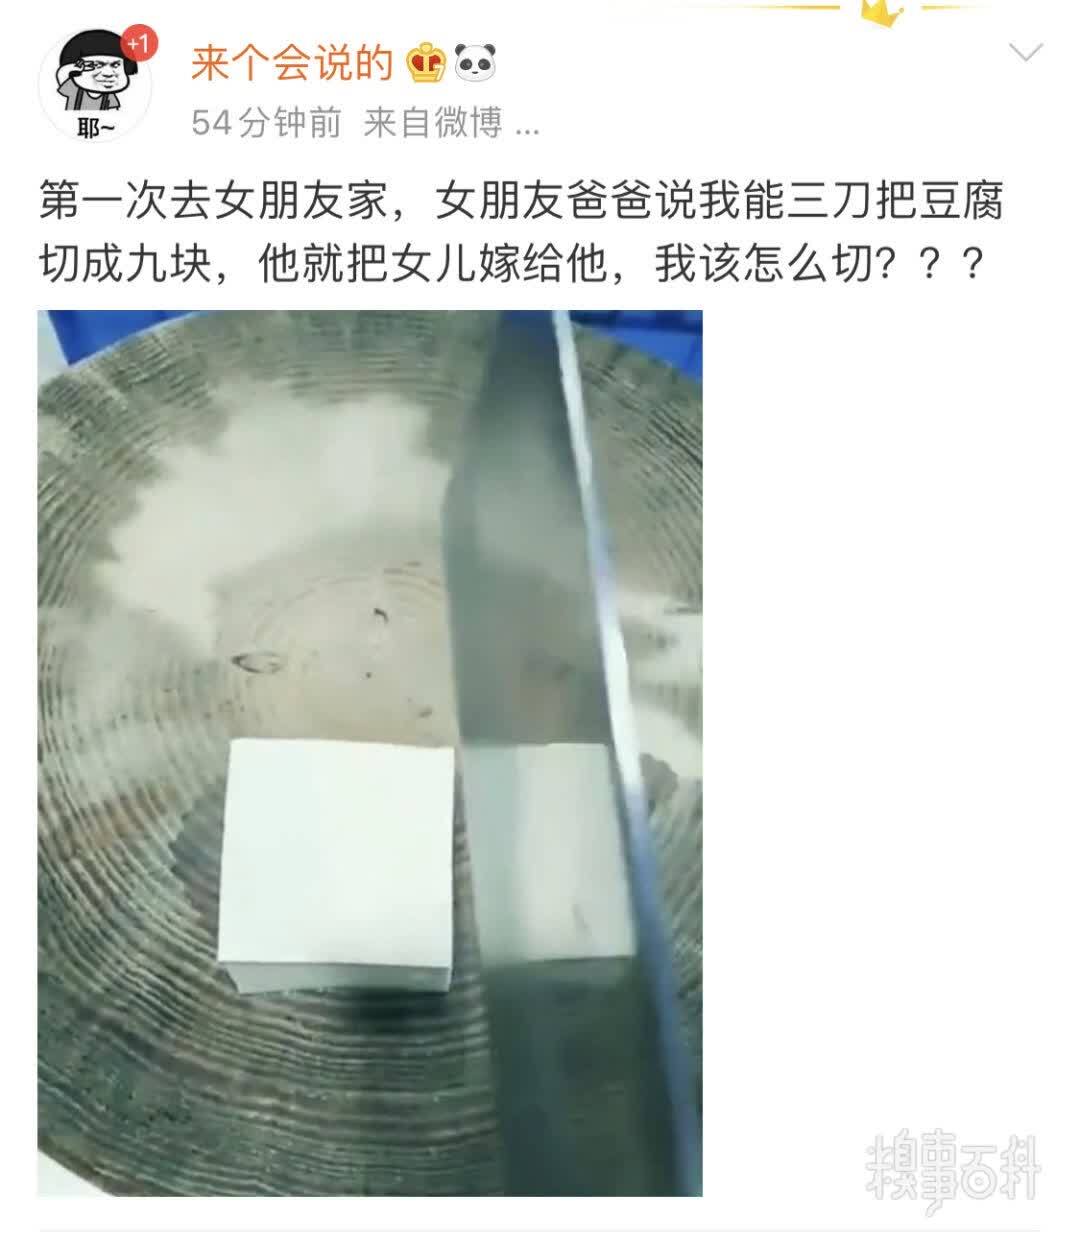 +1
耶~
来个会说的
54分钟前 来自微博 ...
第一次去女朋友家，女朋友爸爸说我能三刀把豆腐
切成九块，他就把女儿嫁给他，我该怎么切？？？
糗事百科